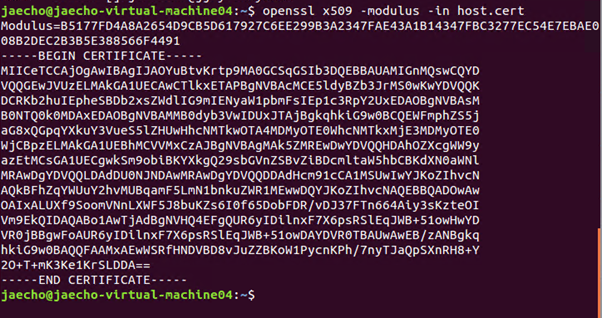 jaecho@jaecho-virtual-machine04:~$ openssl x509 -modulus -in host.cert
Modulus=B5177FD4A8A2654D9CB5D617927C6EE299B3A2347FAE43A1B14347FBC3277EC54E7EBAE0
08B2DEC2B3B5E388566F4491
-----BEGIN CERTIFICATE-----
MIICeTCCAjOgAwIBAgIJAOYuBtvKrtp9MA0GCSqGSIb3DQEBBAUAMIGnMQswCQYD
VQQGEwJVUzELMAkGA1UECAwCTlkxETAPBgNVBAcMCE5ldyBZb3JrMS0wKwYDVQQK
DCRKb2huIEpheSBDb2xsZWdlIG9mIENyaW1pbmFsIEp1c3RpY2UxEDAOBgNVBAsM
B0NTQ0k0MDAxEDAOBgNVBAMMB0dyb3VwIDUxJTAjBgkqhkiG9w0BCQEWFmphZS5j
aG8xQGpqYXkuY3VueS5lZHUwHhcNMTkwOTA4MDMyOTE0WhcNMTkxMjE3MDMyOTE0
WjCBpzELMAkGA1UEBhMCVVMxCzAJBgNVBAgMAk5ZMREwDwYDVQQHDAhOZXcgWW9y
azEtMCsGA1UECgwkSm9obiBKYXkgQ29sbGVnZSBvZiBDcmltaW5hbCBKdXN0aWNl
MRAwDgYDVQQLDAdDU0NJNDAwMRAwDgYDVQQDDAdHcm91cCA1MSUwIwYJKoZIhvcN
AQkBFhZqYWUuY2hvMUBqamF5LmN1bnkuZWR1MEwwDQYJKoZIhvcNAQEBBQADOwAw
OAIxALUXf9SoomVNnLXWF5J8buKZs6I0f65DobFDR/vDJ37FTn664Aiy3sKzteOI
Vm9EkQIDAQABo1AwTjAdBgNVHQ4EFgQUR6yIDilnxF7X6psRSlEqJWB+51owHwYD
VR0jBBgwFoAUR6yIDilnxF7X6psRSlEqJWB+51owDAYDVR0TBAUwAwEB/zANBgkq
hkiG9w0BAQQFAAMxAEwWSRfHNDVBD8vJuZZBKoW1PycnKPh/7nyTJaQpSXnRH8+Y
2O+T+mK3Ke1KrSLDDA==
-----END CERTIFICATE-----
jaecho@jaecho-virtual-machine04:~$